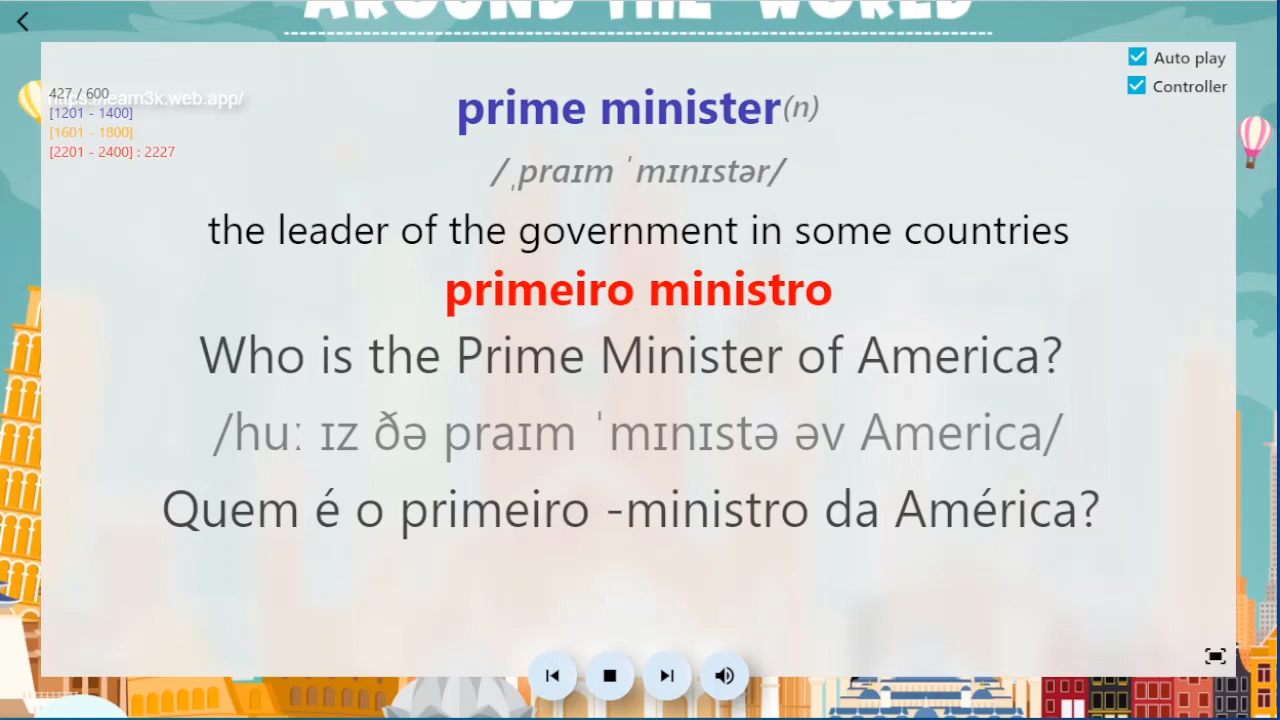 AROUND THE WORLD
Auto play
Controller
427 / 600
https://learn3k.web.app/
[1201 - 1400]
[1601 - 1800]
[2201 - 2400] : 2227
prime minister(n)
/ˌpraɪm ˈmɪnɪstər/
the leader of the government in some countries
primeiro ministro
Who is the Prime Minister of America?
/huː ɪz ðə praɪm ˈmɪnɪstə əv America/
Quem é o primeiro -ministro da América?